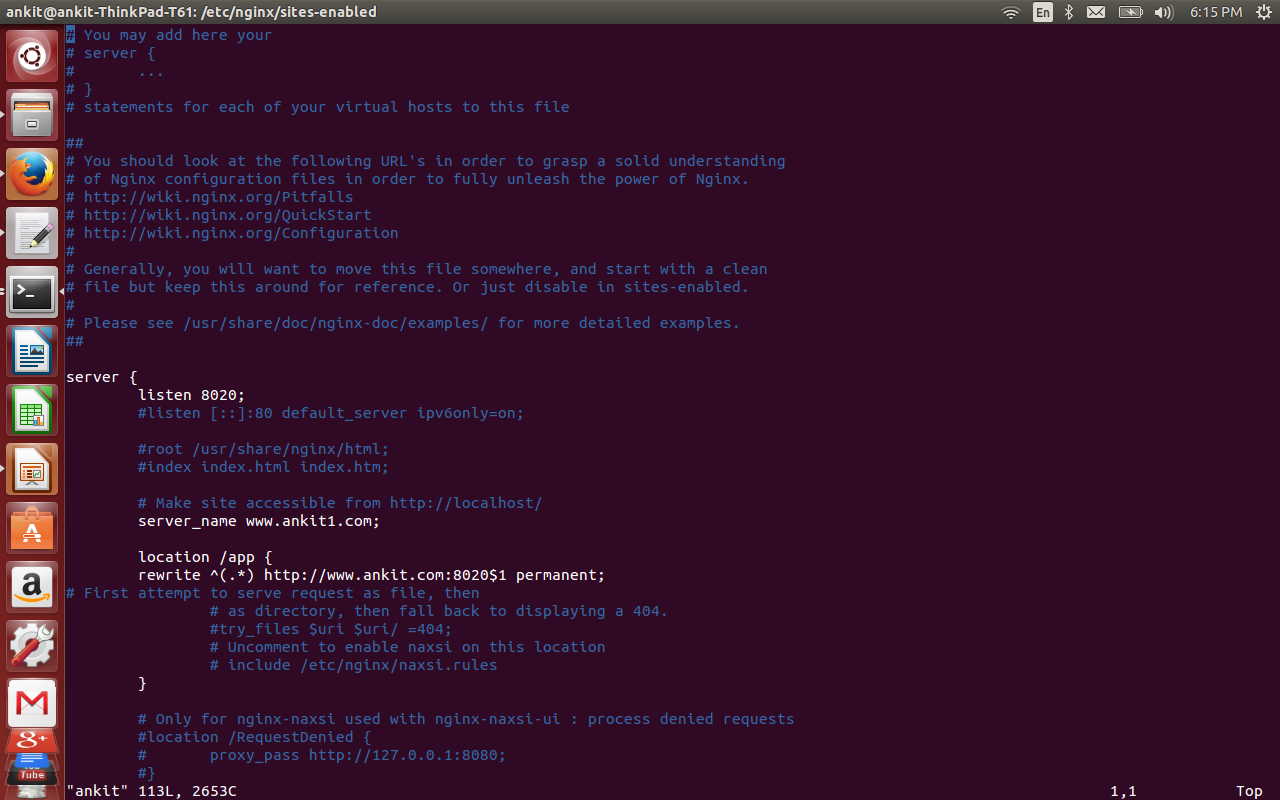 ankit@ankit-ThinkPad-T61: /etc/nginx/sites-enabled
En
6:15 PM
# You may add here your
# server {
#       ...
# }
# statements for each of your virtual hosts to this file
##
# You should look at the following URL's in order to grasp a solid understanding
# of Nginx configuration files in order to fully unleash the power of Nginx.
# http://wiki.nginx.org/Pitfalls
# http://wiki.nginx.org/QuickStart
# http://wiki.nginx.org/Configuration
#
# Generally, you will want to move this file somewhere, and start with a clean
# file but keep this around for reference. Or just disable in sites-enabled.
#
# Please see /usr/share/doc/nginx-doc/examples/ for more detailed examples.
##
server {
        listen 8020;
        #listen [::]:80 default_server ipv6only=on;
        #root /usr/share/nginx/html;
        #index index.html index.htm;
        # Make site accessible from http://localhost/
        server_name www.ankit1.com;
        location /app {
        rewrite ^(.*) http://www.ankit.com:8020$1 permanent;
# First attempt to serve request as file, then
                # as directory, then fall back to displaying a 404.
                #try_files $uri $uri/ =404;
                # Uncomment to enable naxsi on this location
                # include /etc/nginx/naxsi.rules
        }
        # Only for nginx-naxsi used with nginx-naxsi-ui : process denied requests
        #location /RequestDenied {
        #       proxy_pass http://127.0.0.1:8080;
        #}
"ankit" 113L, 2653C
1,1
Top
A
a
M
g+
Tube